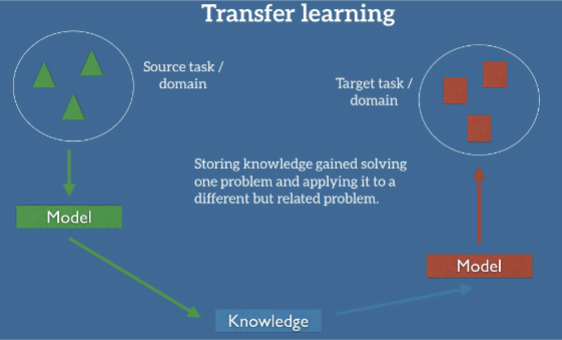 Transfer learning
Source task /
domain
Target task /
domain
Storing knowledge gained solving
one problem and applying it to a
different but related problem.
Model
Model
Knowledge